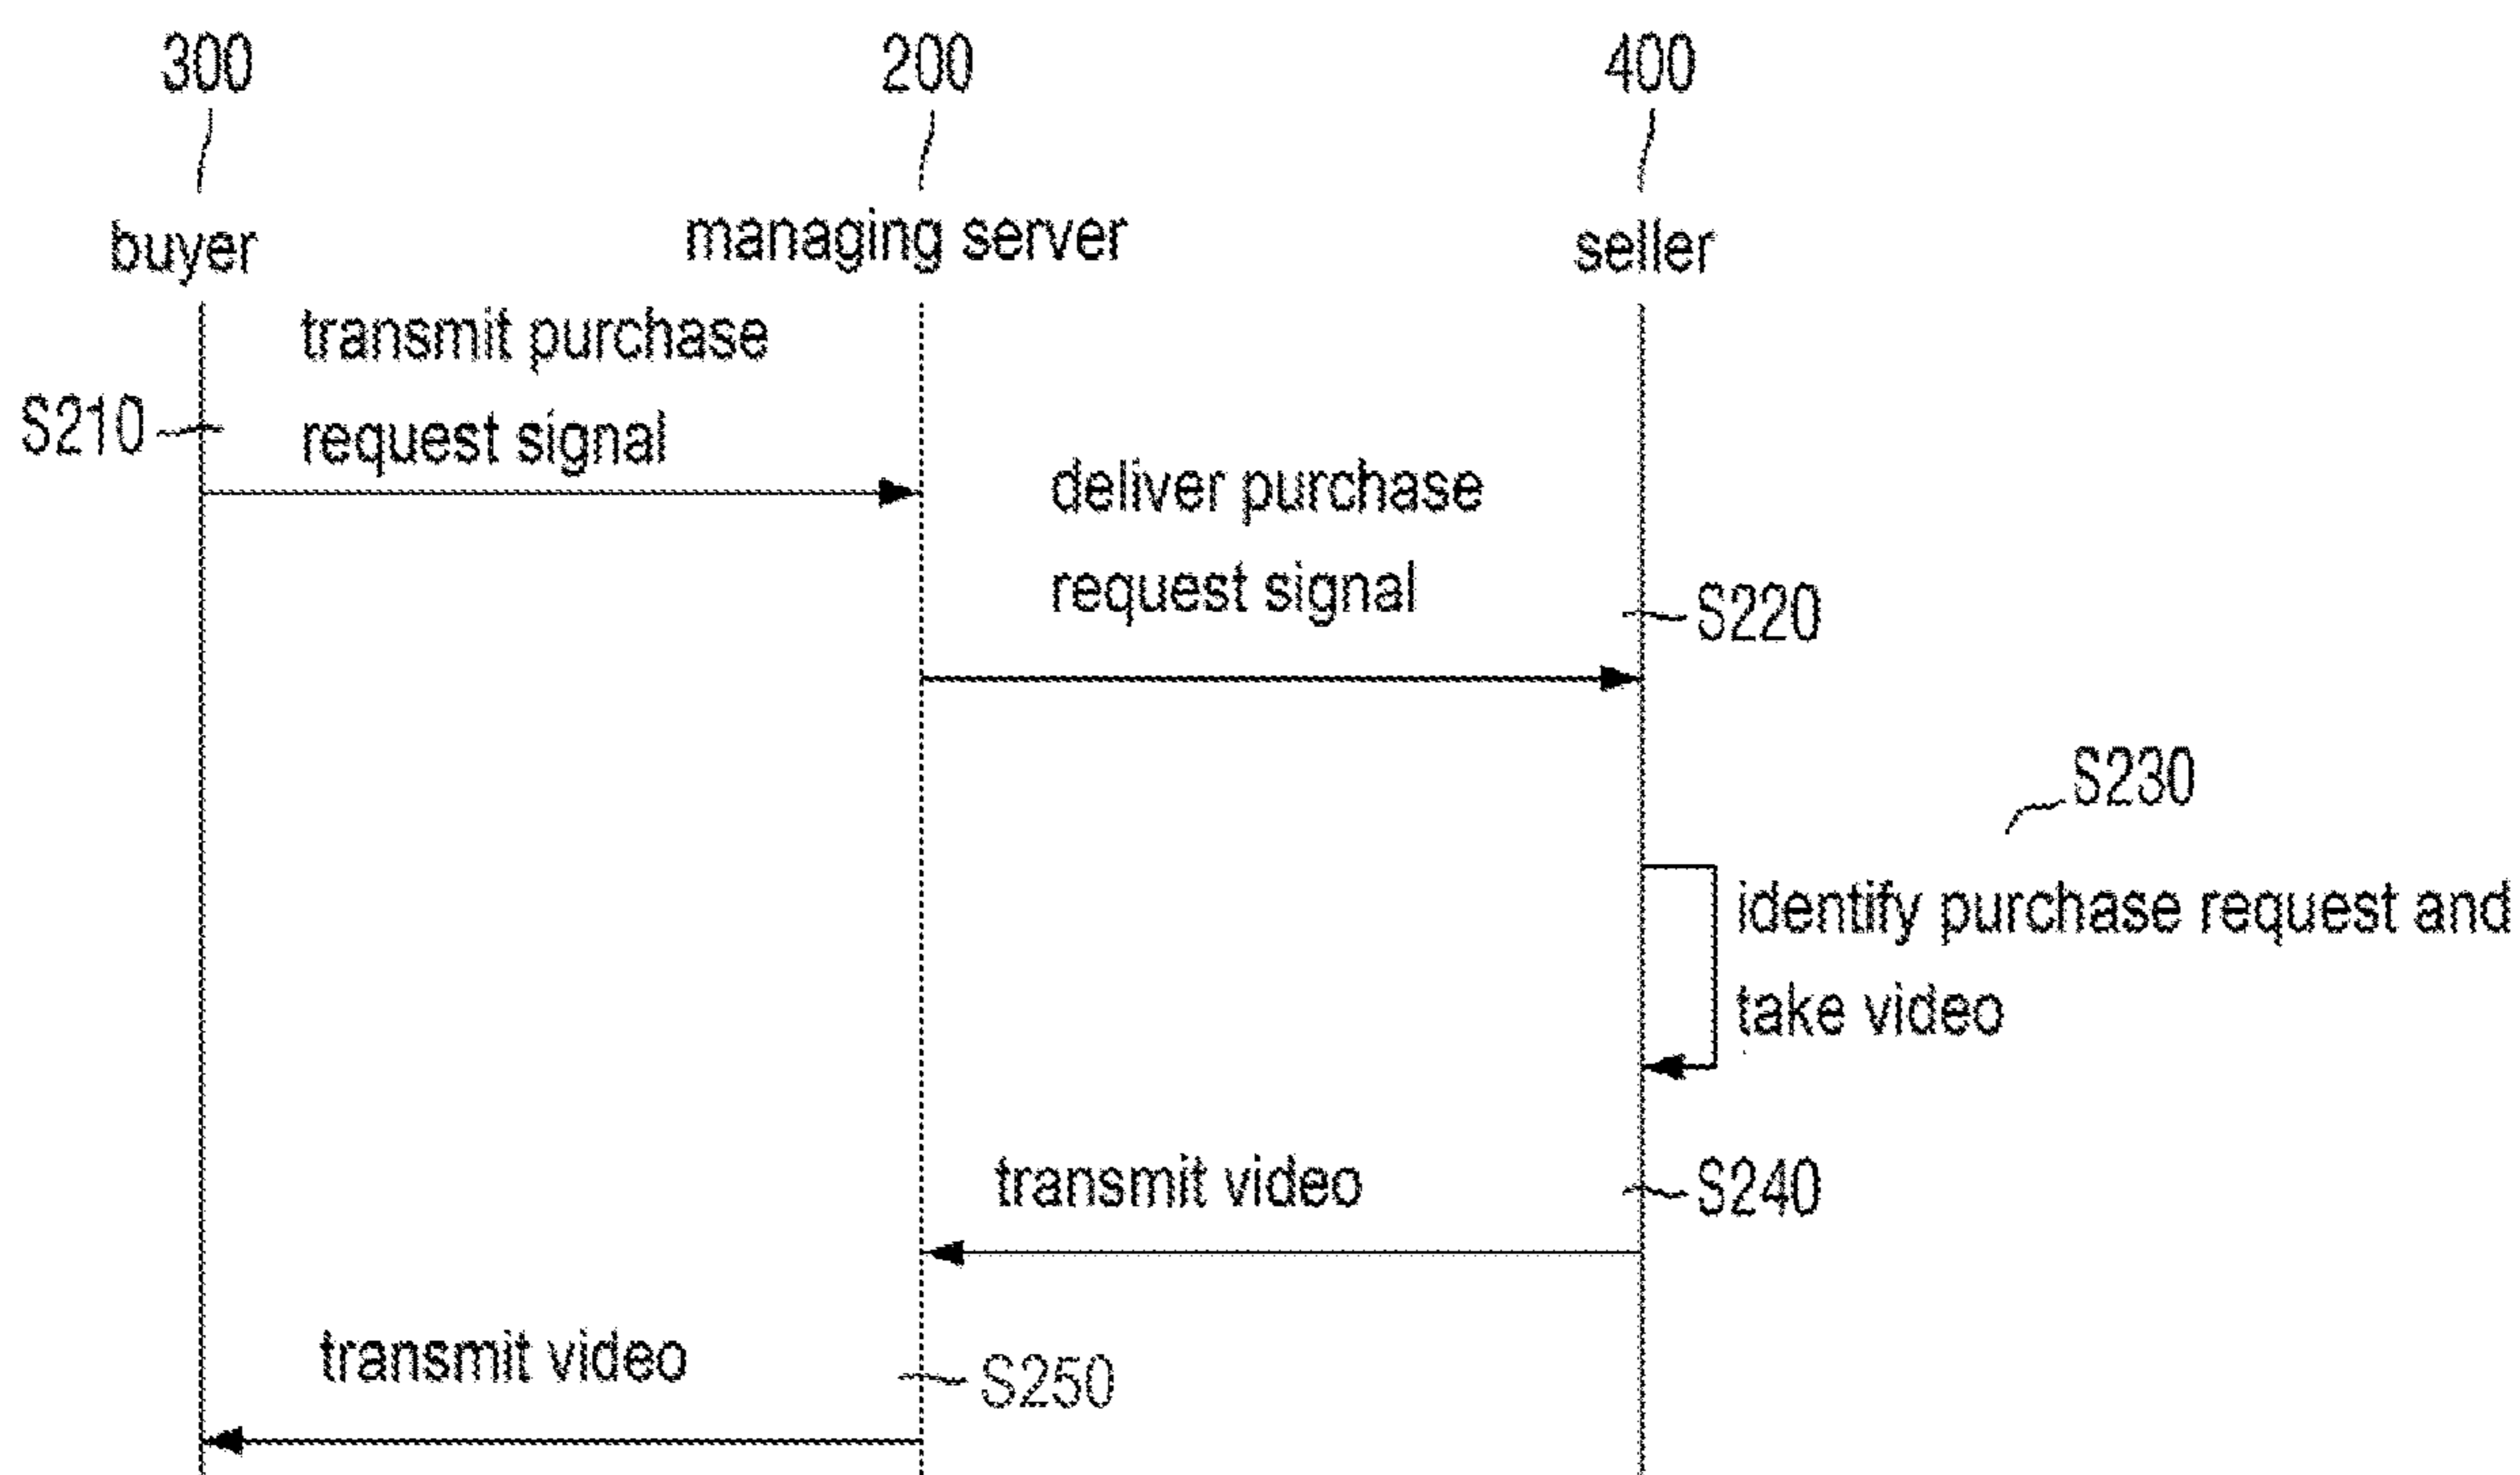 300
200
400
buyer
managing server
seller
transmit purchase
request signal
S210
deliver purchase
request signal
S220
S230
identify purchase request and
take video
transmit video
S240
transmit video
S250